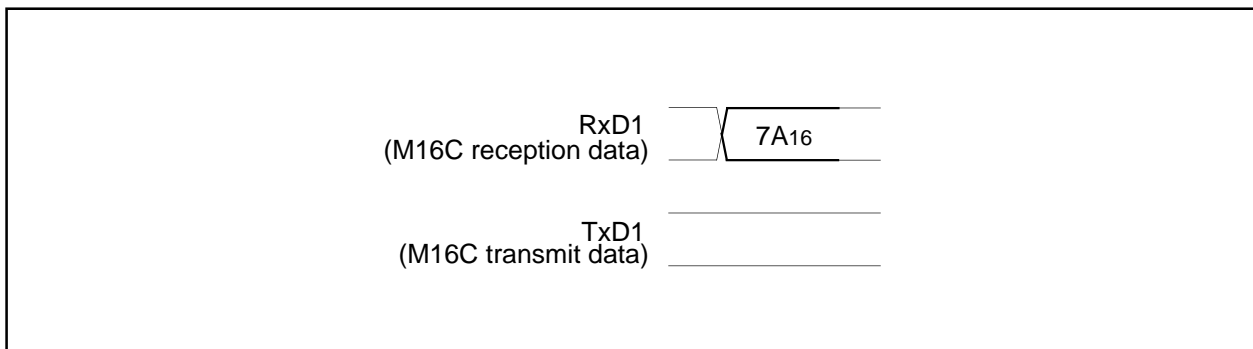 RxD1
(M16C reception data)
7A16
TxD1
(M16C transmit data)